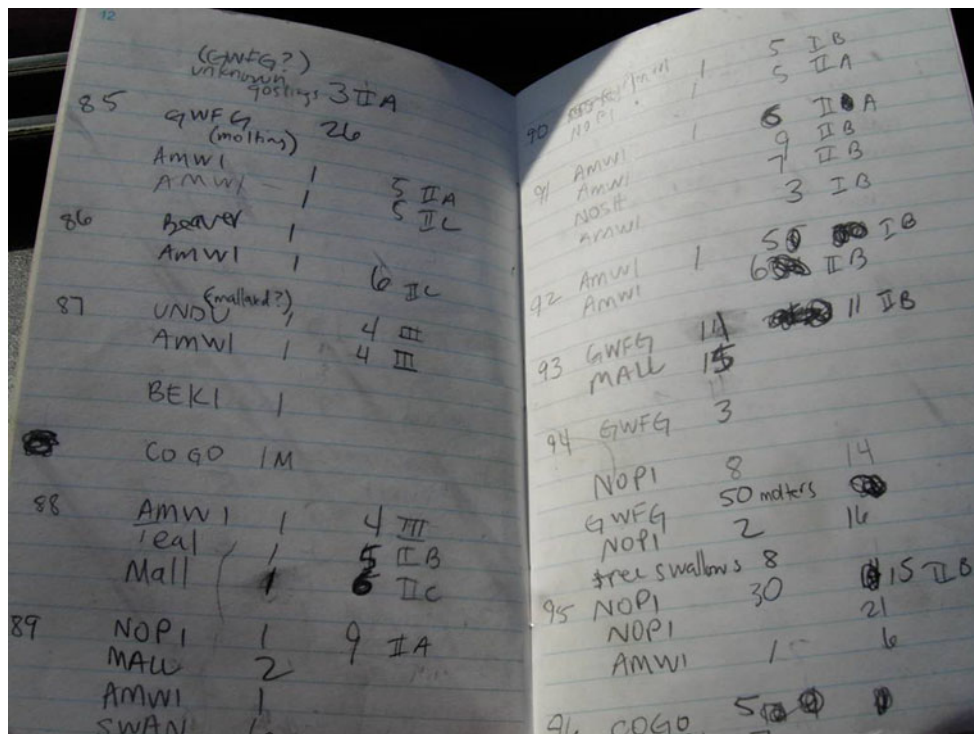 12
(GWFG?)
unknown
goslings 3 II A
85 GWFG 26
(molting)
AMWI 1 5 II A
AMWI 1 5 II C
86 Beaver 1
AMWI 1 6 II C
87 UNDU (mallard?) 1 4 III
AMWI 1 4 III
BEKI 1
COGO 1M
88 AMWI 1 4 III
Teal 1 5 II B
Mall 1 6 II C
89 NOPI 1 9 II A
MALL 2
AMWI 1
SWAN
1 5 I B
90 NOPI 1 5 II A
91 AMWI 1 6 II A
AMWI 9 II B
NOSH 7 II B
AMWI 3 I B
92 AMWI 1 5 I B
AMWI 6 II B
93 GWFG 14 11 II B
MALL 15
94 GWFG 3
NOPI 8 14
GWFG 50 molters
NOPI 2 16
tree swallows 8
95 NOPI 30 15 II B
NOPI 21
AMWI 1 6
96 COGO 5